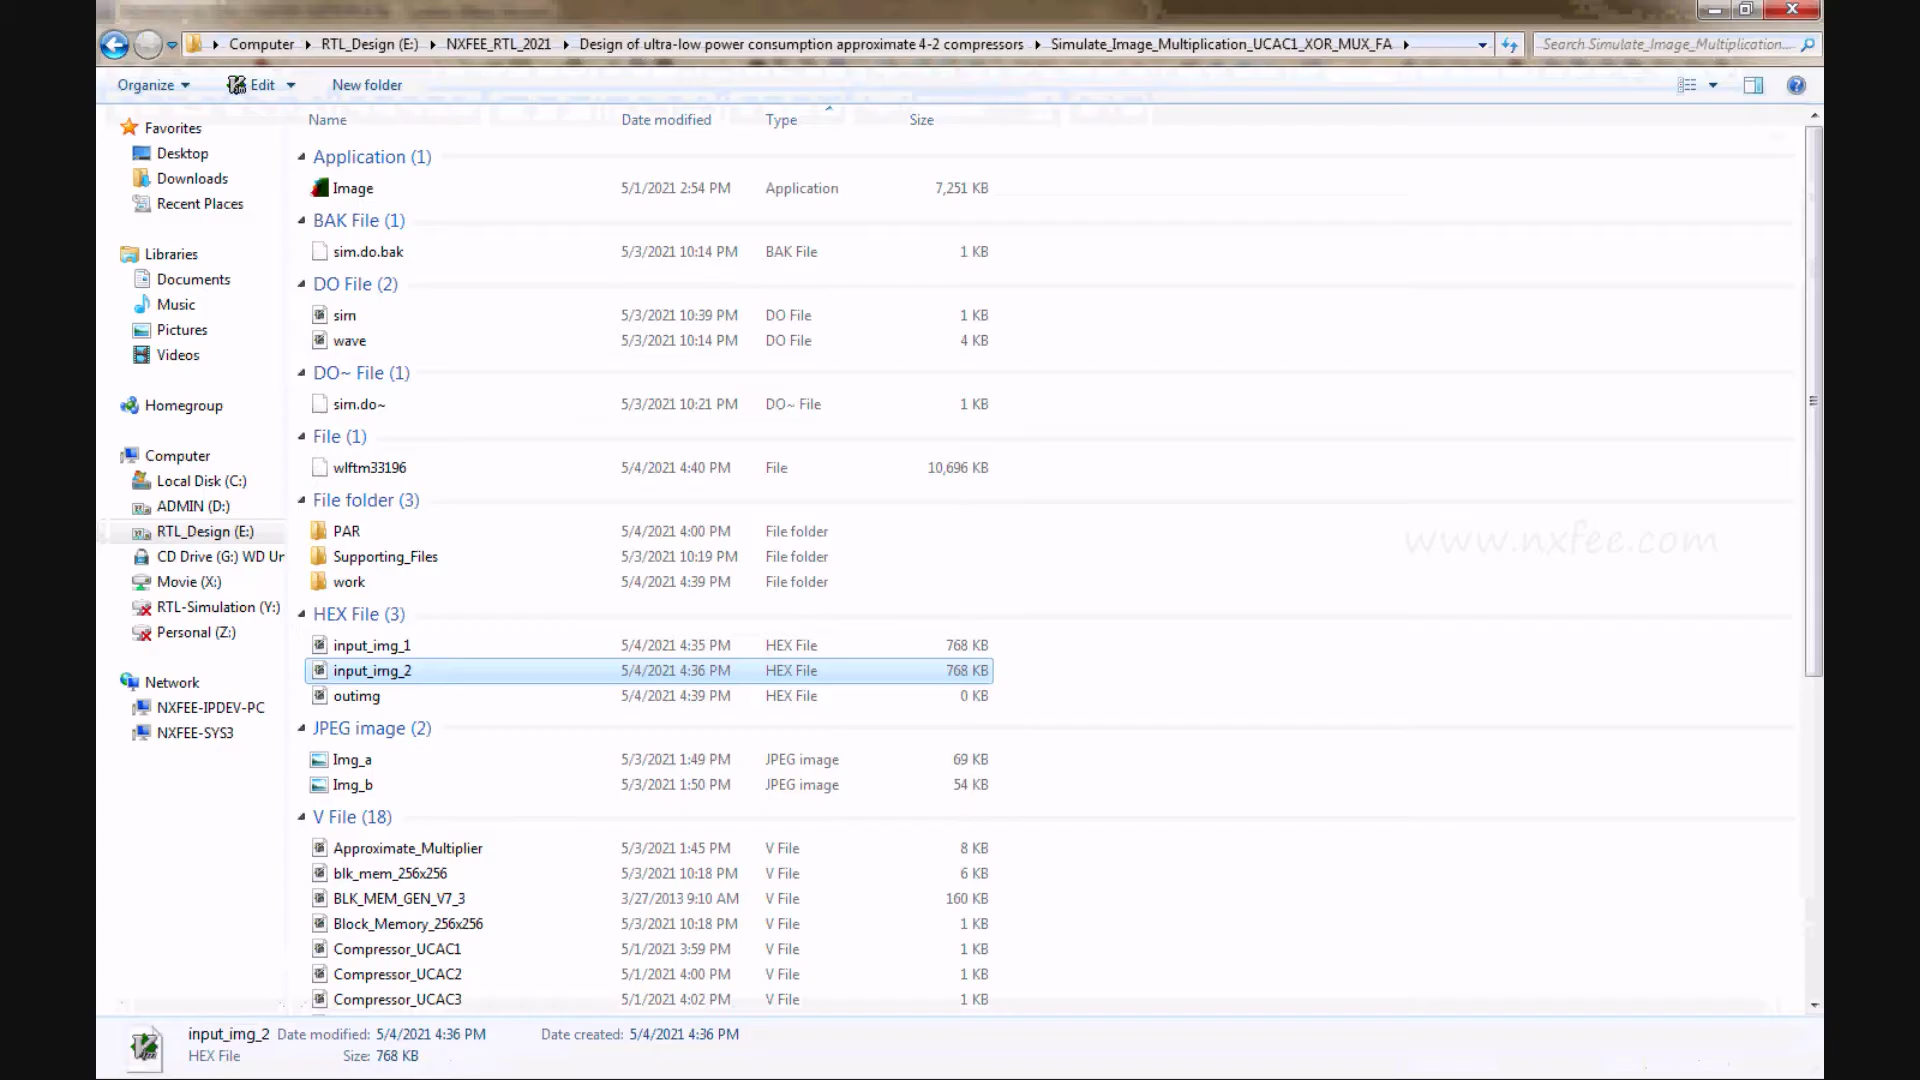 Computer RTL_Design (E:) NXFEE_RTL_2021 Design of ultra-low power consumption approximate 4-2 compressors Simulate_Image_Multiplication_UCAC1_XOR_MUX_FA Search Simulate_Image_Multiplication....
Organize Edit New folder
Name Date modified Type Size
Favorites
Desktop
Downloads
Recent Places
Libraries
Documents
Music
Pictures
Videos
Homegroup
Computer
Local Disk (C:)
ADMIN (D:)
RTL_Design (E:)
CD Drive (G:) WD Un
Movie (X:)
RTL-Simulation (Y:)
Personal (Z:)
Network
NXFEE-IPDEV-PC
NXFEE-SYS3
Application (1)
Image 5/1/2021 2:54 PM Application 7,251 KB
BAK File (1)
sim.do.bak 5/3/2021 10:14 PM BAK File 1 KB
DO File (2)
sim 5/3/2021 10:39 PM DO File 1 KB
wave 5/3/2021 10:14 PM DO File 4 KB
DO~ File (1)
sim.do~ 5/3/2021 10:21 PM DO~ File 1 KB
File (1)
wlftm33196 5/4/2021 4:40 PM File 10,696 KB
File folder (3)
PAR 5/4/2021 4:00 PM File folder
Supporting_Files 5/3/2021 10:19 PM File folder
work 5/4/2021 4:39 PM File folder
HEX File (3)
input_img_1 5/4/2021 4:35 PM HEX File 768 KB
input_img_2 5/4/2021 4:36 PM HEX File 768 KB
outimg 5/4/2021 4:39 PM HEX File 0 KB
JPEG image (2)
Img_a 5/3/2021 1:49 PM JPEG image 69 KB
Img_b 5/3/2021 1:50 PM JPEG image 54 KB
V File (18)
Approximate_Multiplier 5/3/2021 1:45 PM V File 8 KB
blk_mem_256x256 5/3/2021 10:18 PM V File 6 KB
BLK_MEM_GEN_V7_3 3/27/2013 9:10 AM V File 160 KB
Block_Memory_256x256 5/3/2021 10:18 PM V File 1 KB
Compressor_UCAC1 5/1/2021 3:59 PM V File 1 KB
Compressor_UCAC2 5/1/2021 4:00 PM V File 1 KB
Compressor_UCAC3 5/1/2021 4:02 PM V File 1 KB
www.nxfee.com
input_img_2 Date modified: 5/4/2021 4:36 PM Date created: 5/4/2021 4:36 PM
HEX File Size: 768 KB